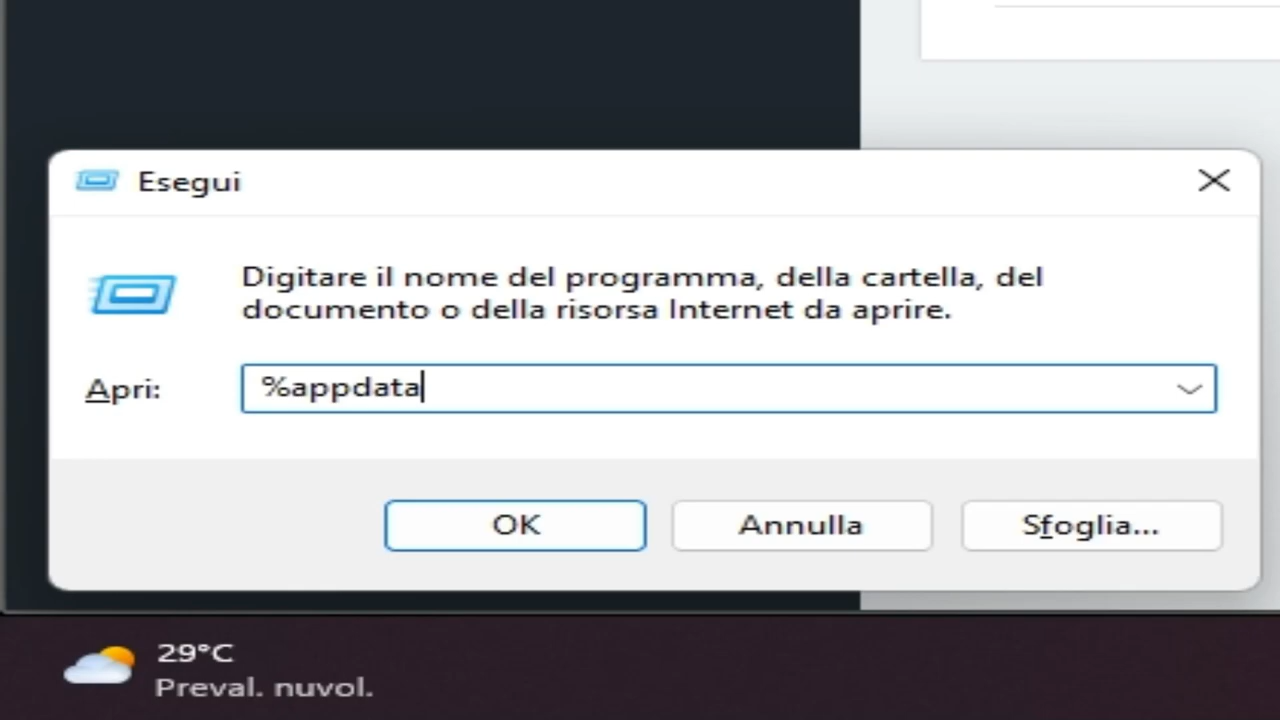 Esegui
Digitare il nome del programma, della cartella, del
documento o della risorsa Internet da aprire.
Apri: %appdata
OK Annulla Sfoglia...
29°C
Preval. nuvol.